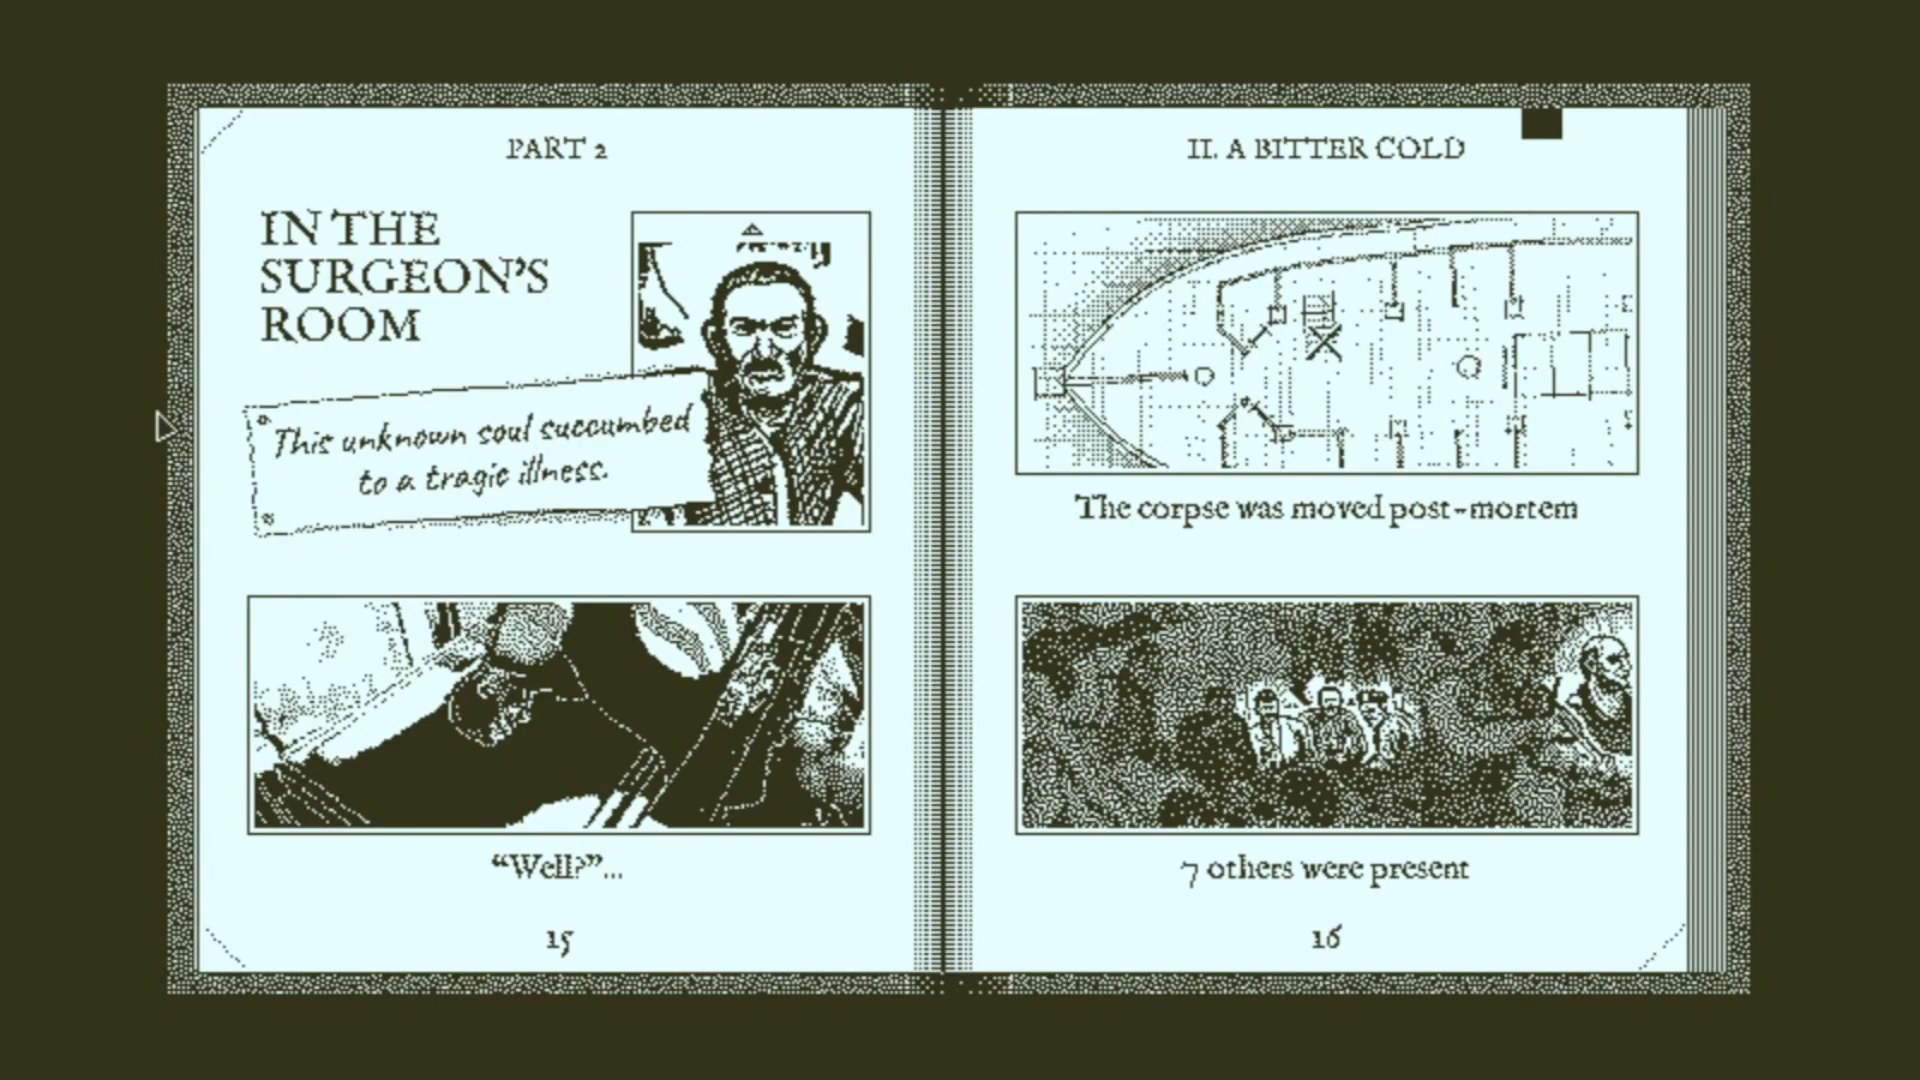 PART 2
IN THE
SURGEON'S
ROOM
This unknown soul succumbed
to a tragic illness.
"Well?"...
15
II. A BITTER COLD
The corpse was moved post-mortem
7 others were present
16